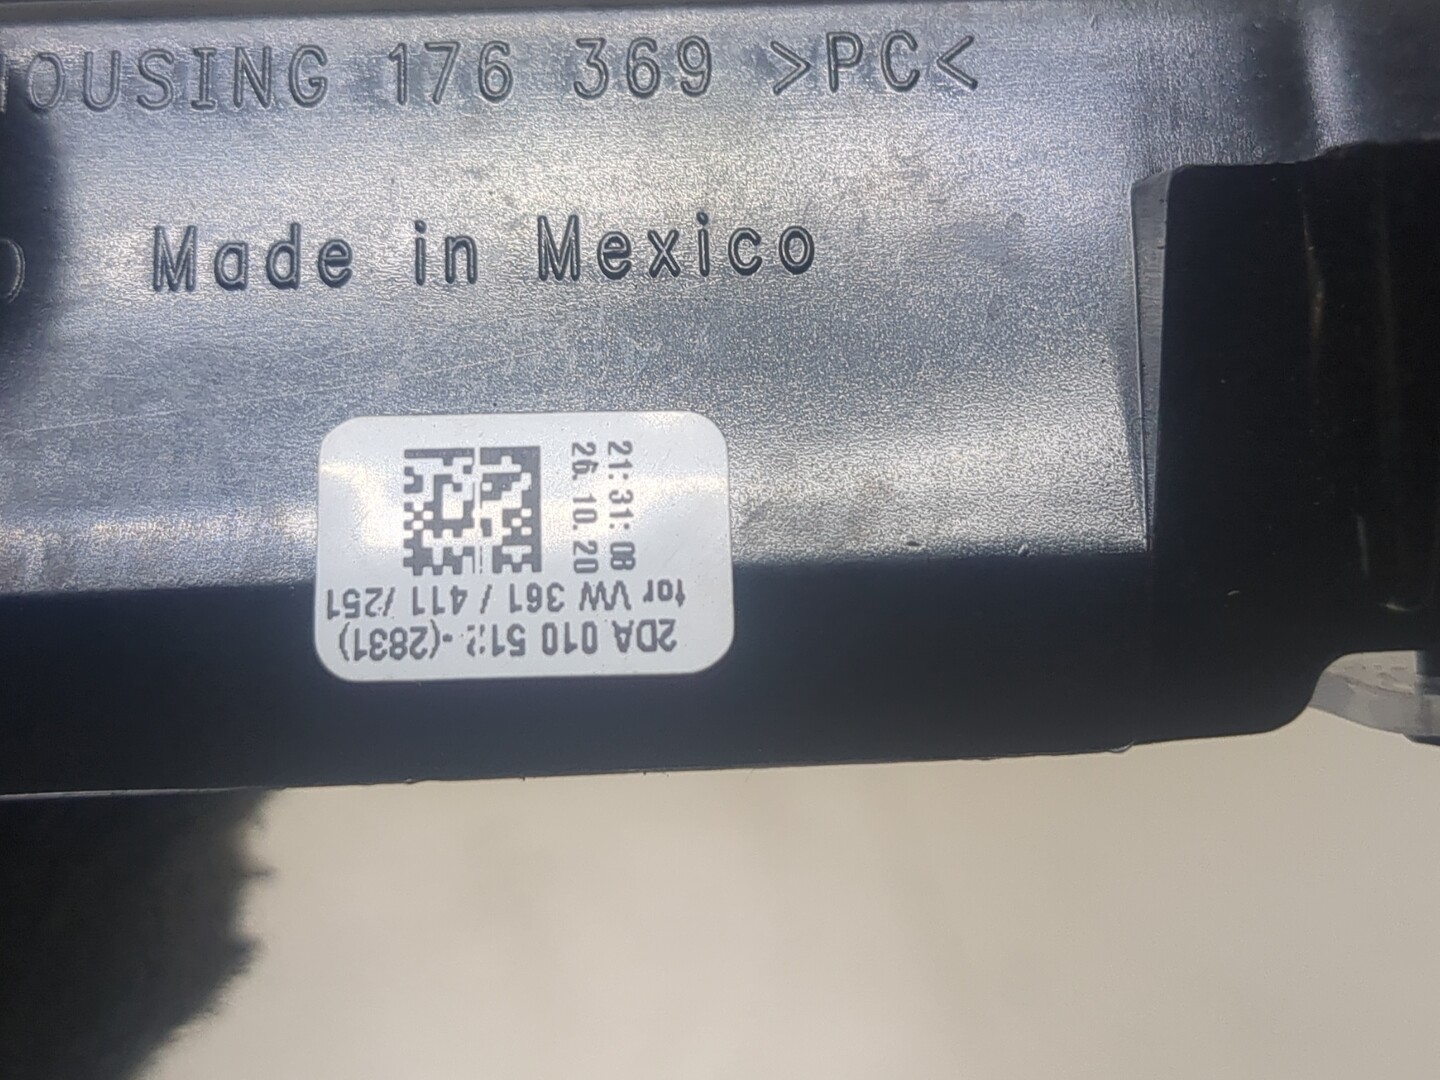 HOUSING 176 369 >PC<
Made in Mexico
21:31:08
26.10.20
for VW 361 / 411 /251
2DA 010 512-(2831)